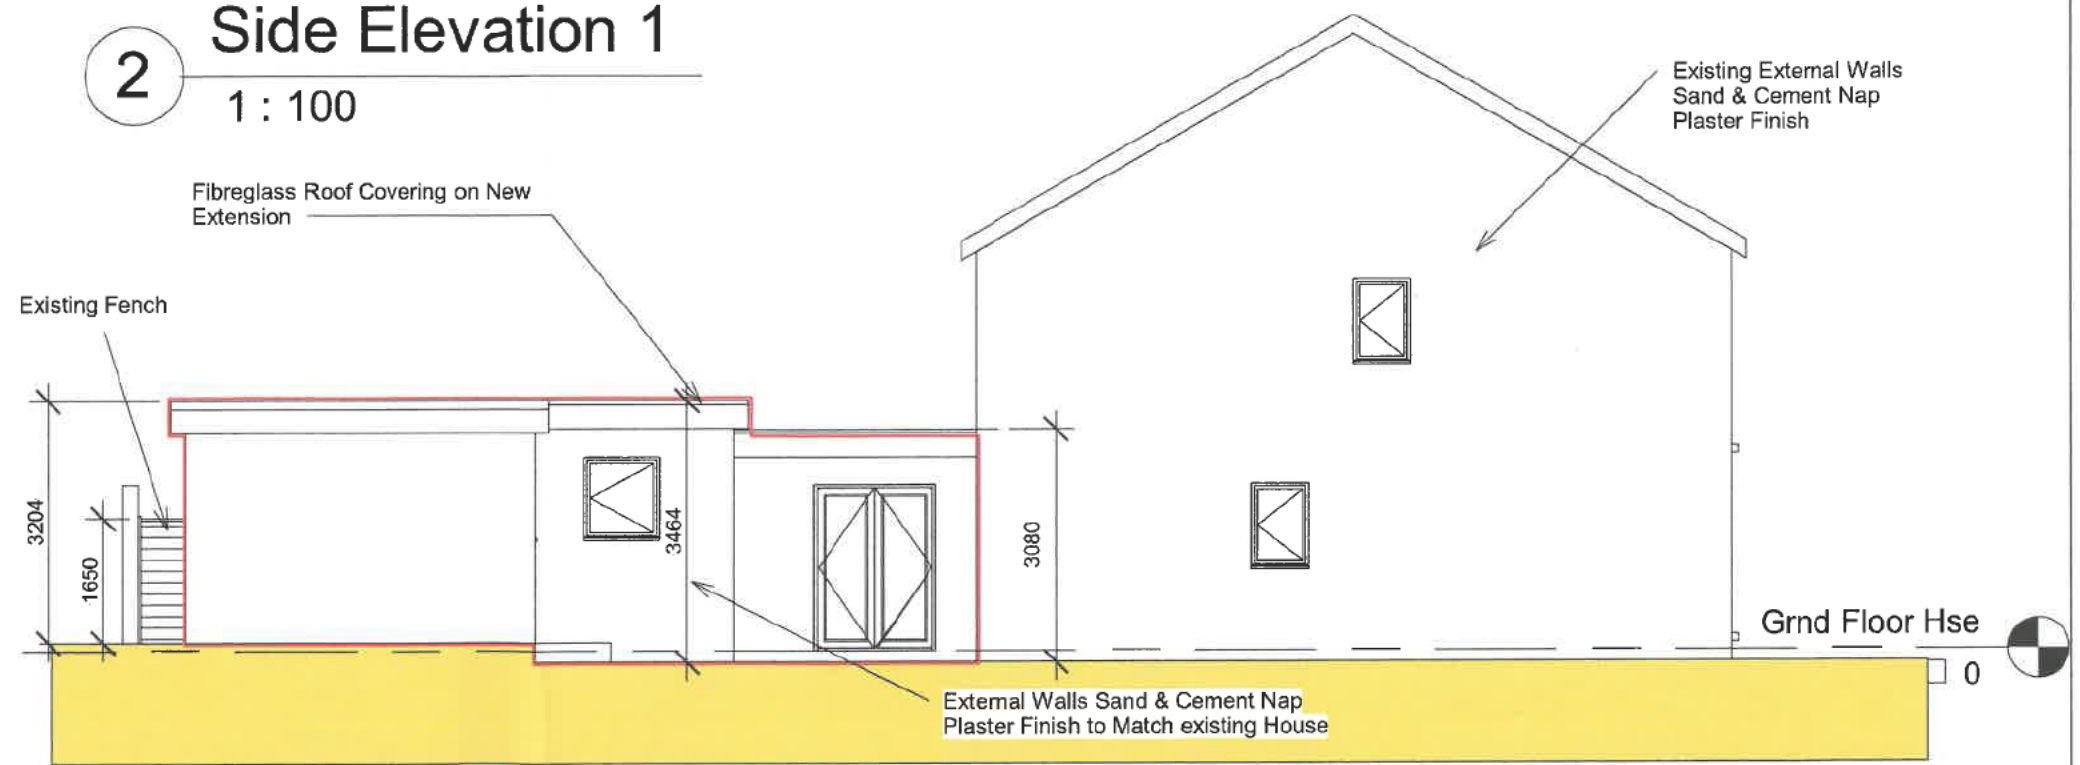 Side Elevation 1
2
1 : 100
Existing External Walls
Sand & Cement Nap
Plaster Finish
Fibreglass Roof Covering on New
Extension
Existing Fench
3204
1650
3464
3080
Grnd Floor Hse
0
External Walls Sand & Cement Nap
Plaster Finish to Match existing House